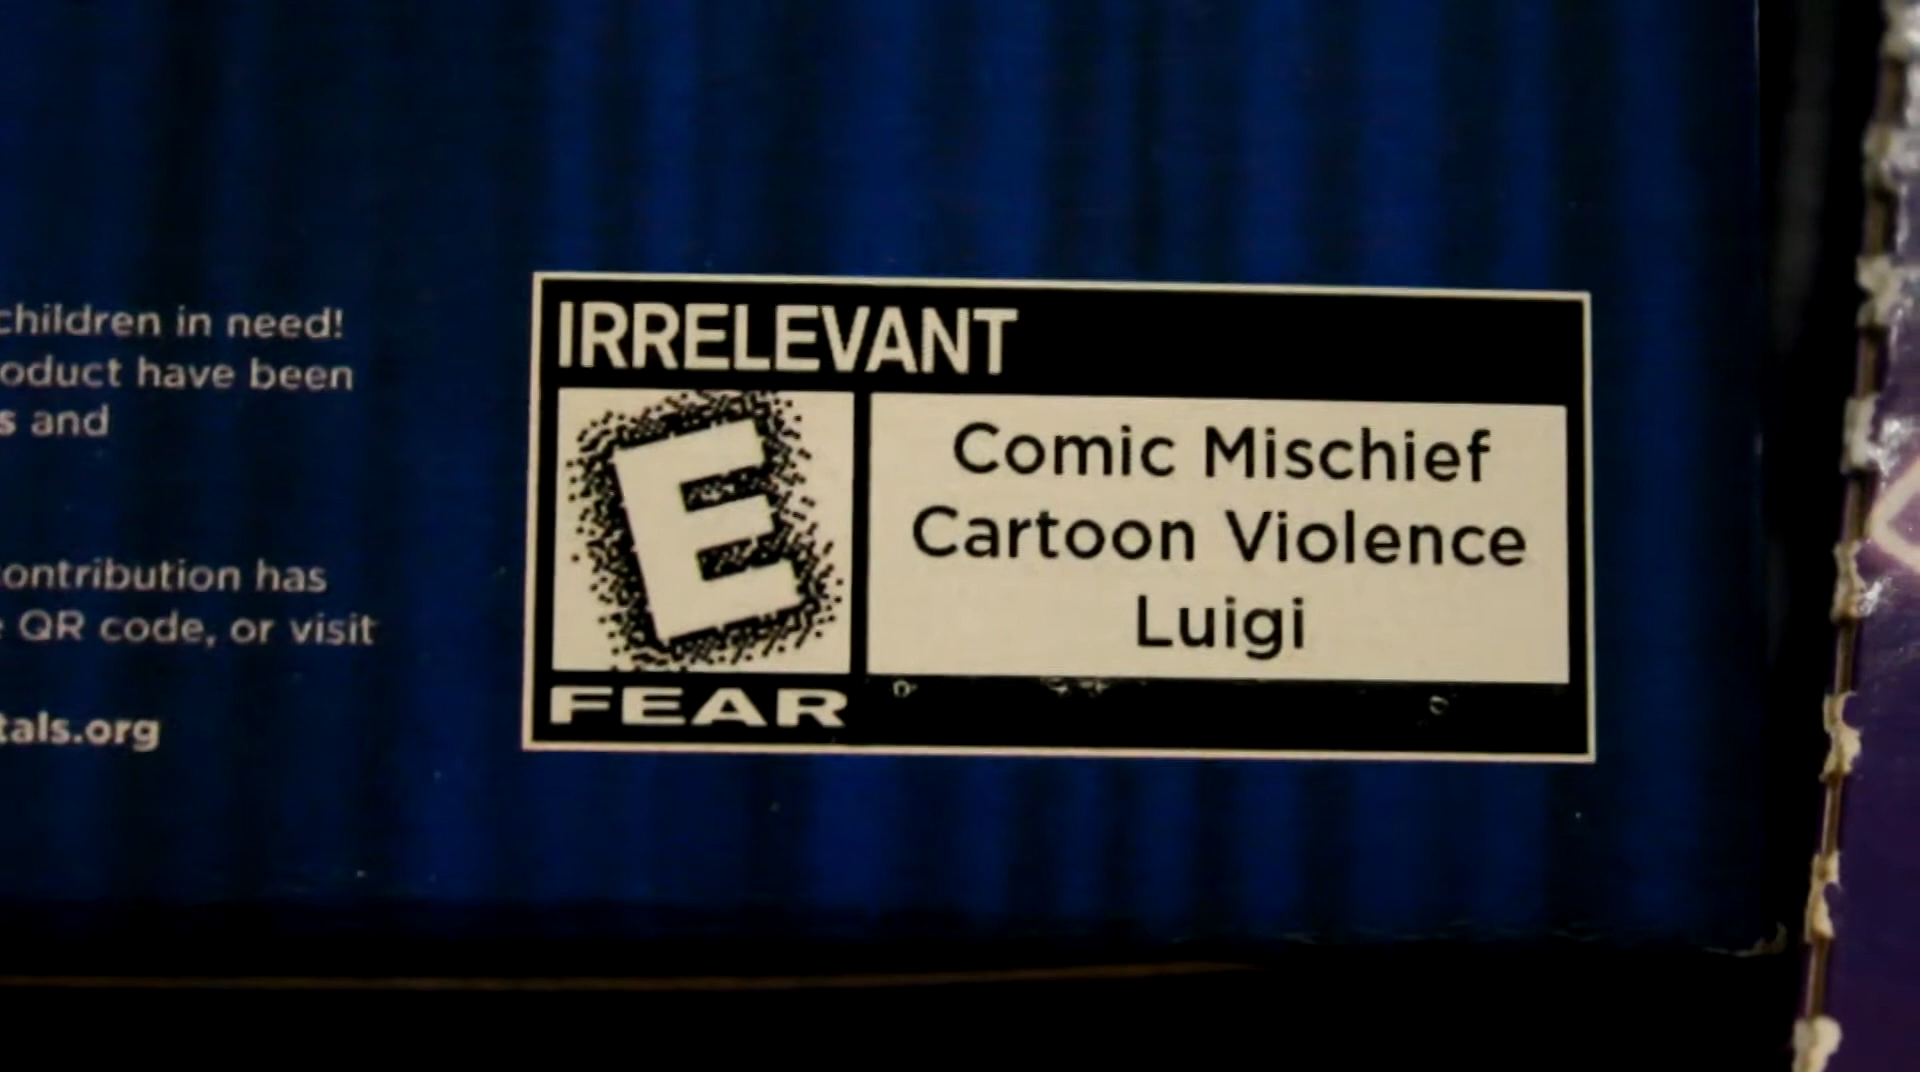 children in need!
oduct have been
s and
ontribution has
QR code, or visit
tals.org
IRRELEVANT
E
FEAR
Comic Mischief
Cartoon Violence
Luigi